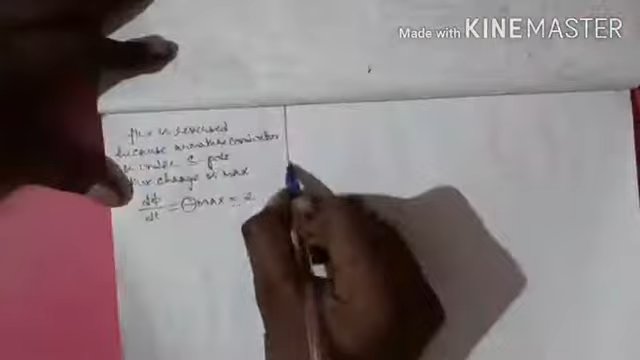 Made with KINEMASTER
flux is reversed
because armature conductor
is under S-pole
flux change is max
dφ/dt = ⊖ MAX =